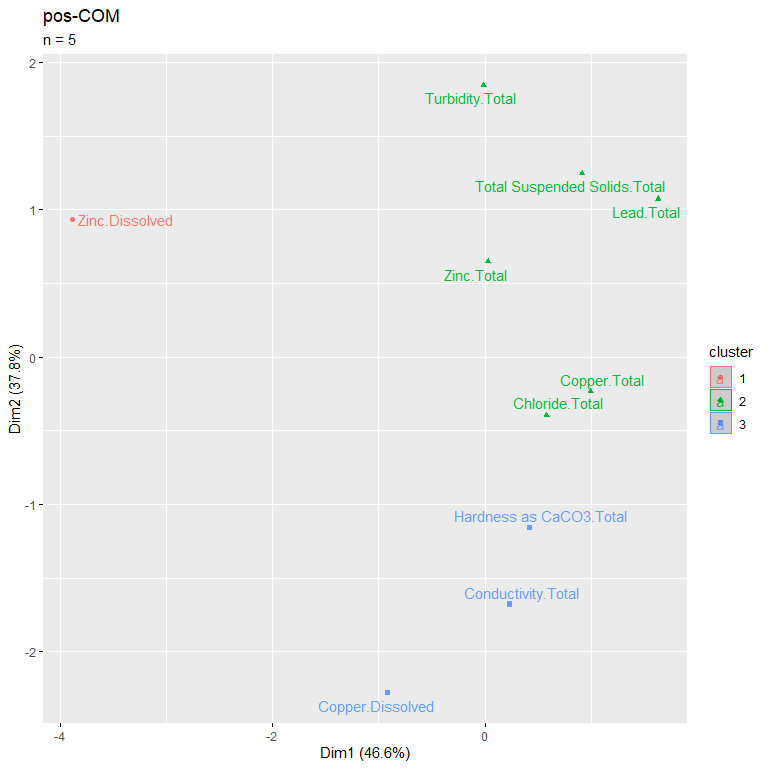 pos-COM
n = 5
2
Turbidity.Total
Total Suspended Solids.Total
Lead.Total
1
Zinc.Dissolved
Zinc.Total
cluster
0
Copper.Total
1
Chloride.Total
2
3
Dim2 (37.8%)
-1
Hardness as CaCO3.Total
Conductivity.Total
-2
Copper.Dissolved
-4
-2
0
Dim1 (46.6%)